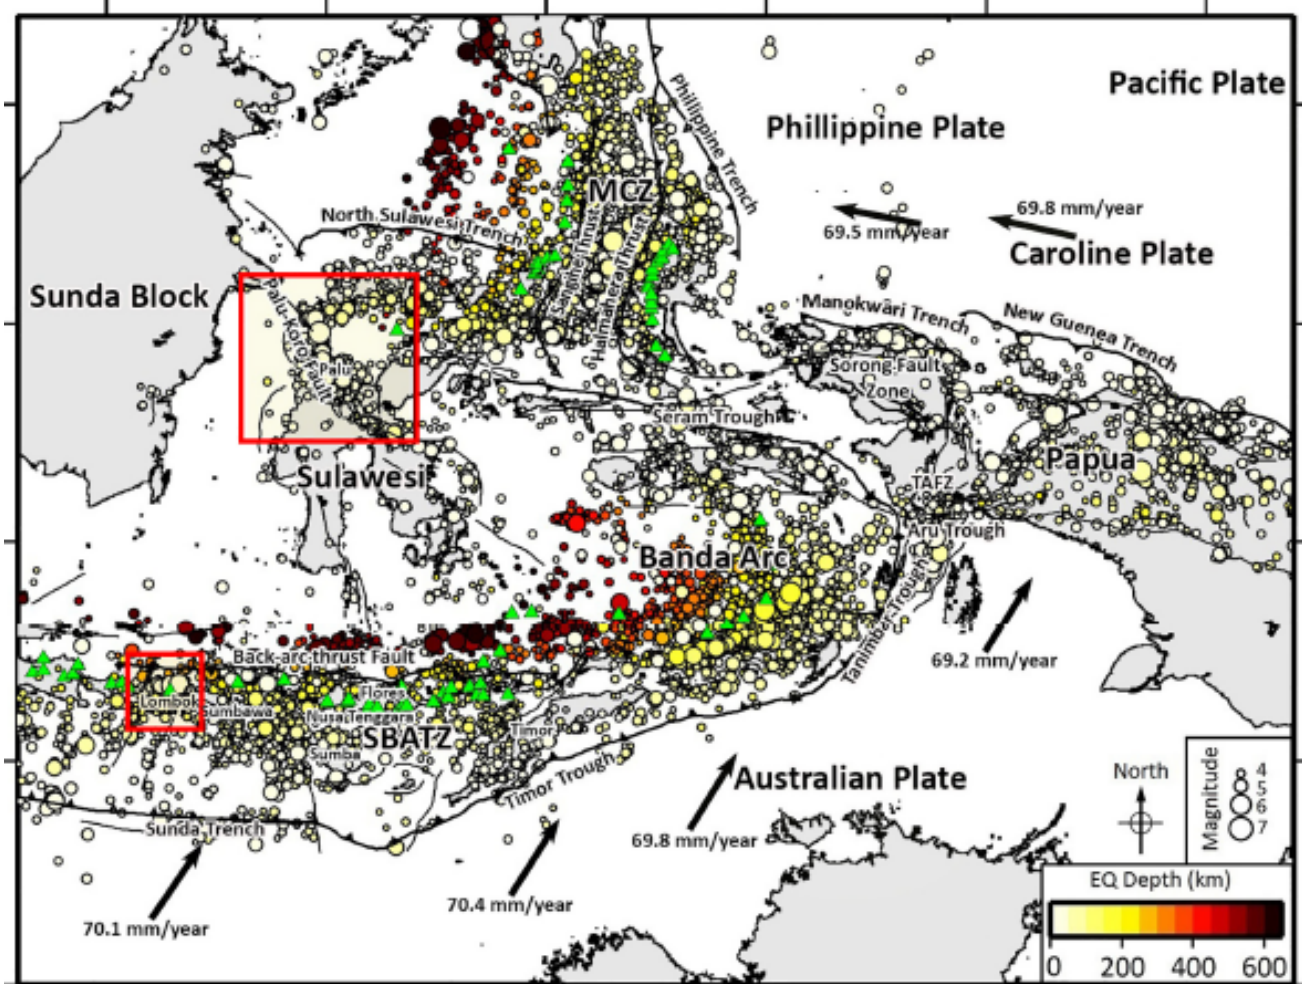 Pacific Plate
Phillippine Plate
Phillippine Trench
MCZ
69.8 mm/year
69.5 mm/year
North Sulawesi Trench
Caroline Plate
Sangihe Thrust
Halmahera Thrust
Sunda Block
Palu-Koro Fault
Manokwari Trench
New Guenea Trench
Palu
Sorong Fault
Zone
Seram Trough
Sulawesi
Papua
TAFZ
Aru Trough
Banda Arc
Tanimber Trough
69.2 mm/year
Back-arc thrust Fault
Lombok
Sumbawa
Flores
Nusa Tenggara
SBATZ
Sumba
Timor
Timor Trough
Australian Plate
Sunda Trench
69.8 mm/year
70.4 mm/year
70.1 mm/year
North
Magnitude
4
5
6
7
EQ Depth (km)
0 200 400 600